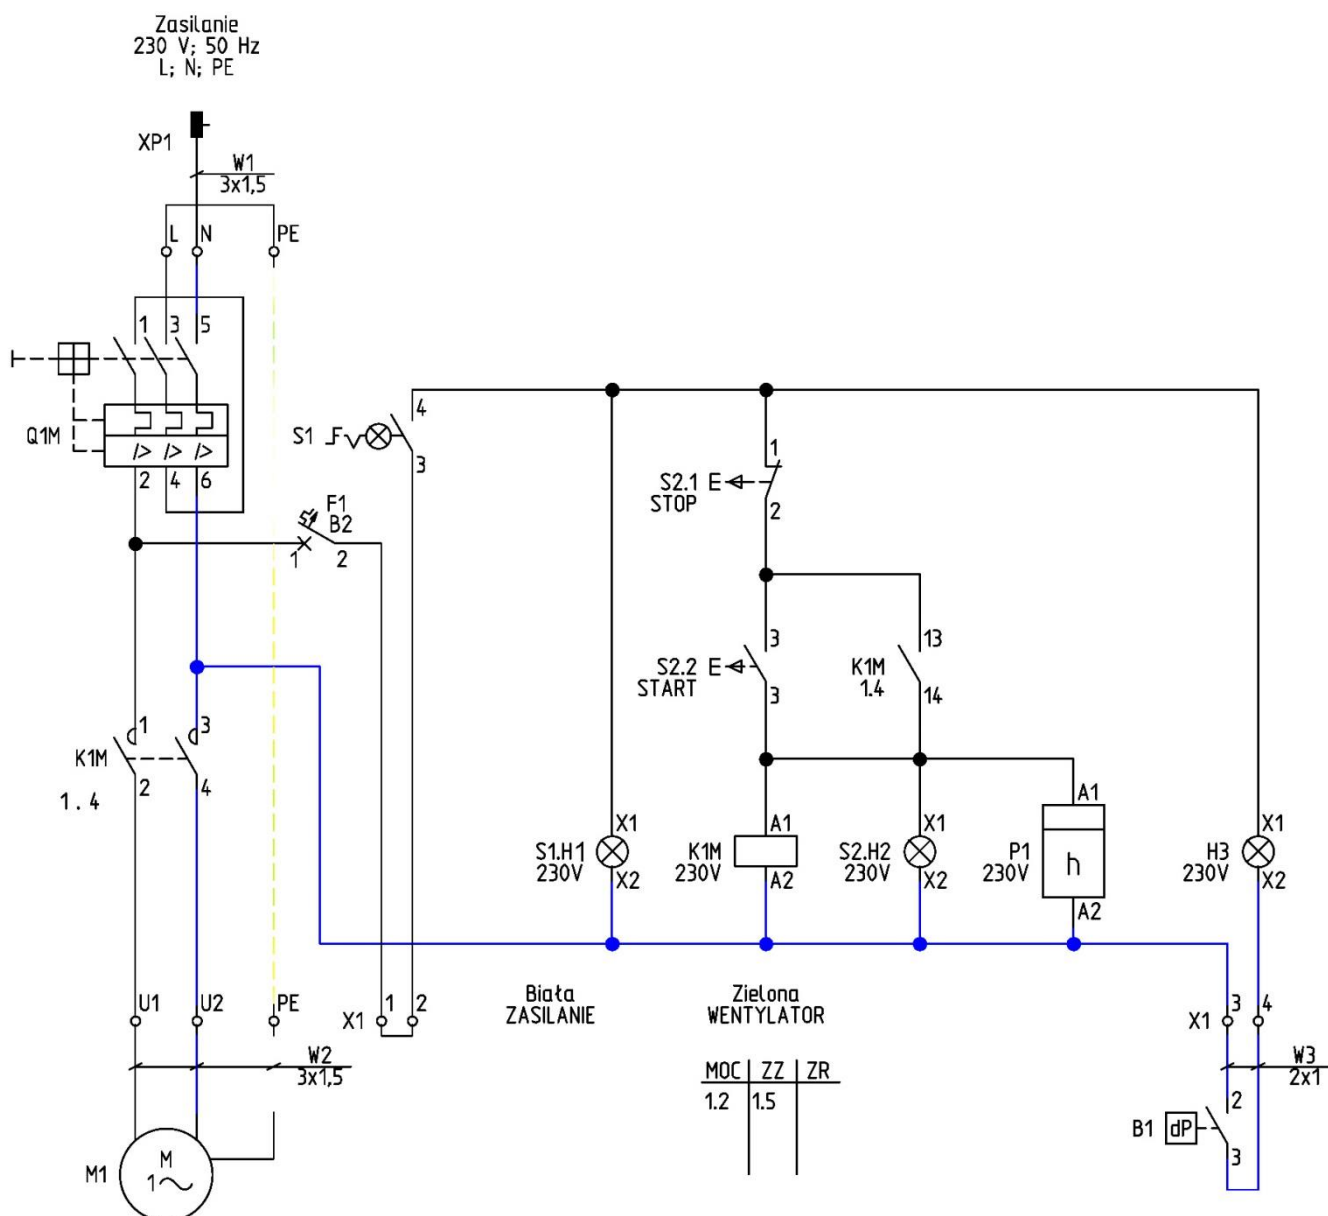 Zasilanie
230 V; 50 Hz
L; N; PE
XP1
W1
3x1,5
L N PE
1 3 5
Q1M
I> I> I>
2 4 6
S1
4
3
F1
B2
1 2
1
S2.1 E
STOP
2
3
S2.2 E
START
3
13
K1M
1.4
14
1 3
K1M
2 4
1.4
X1
S1.H1
230V
X2
A1
K1M
230V
A2
X1
S2.H2
230V
X2
A1
P1
230V
h
A2
X1
H3
230V
X2
U1 U2 PE
X1 1 2
Biała
ZASILANIE
Zielona
WENTYLATOR
X1 3 4
W2
3x1,5
MOC ZZ ZR
1.2 1.5
W3
2x1
2
B1 dP
3
M1
M
1~